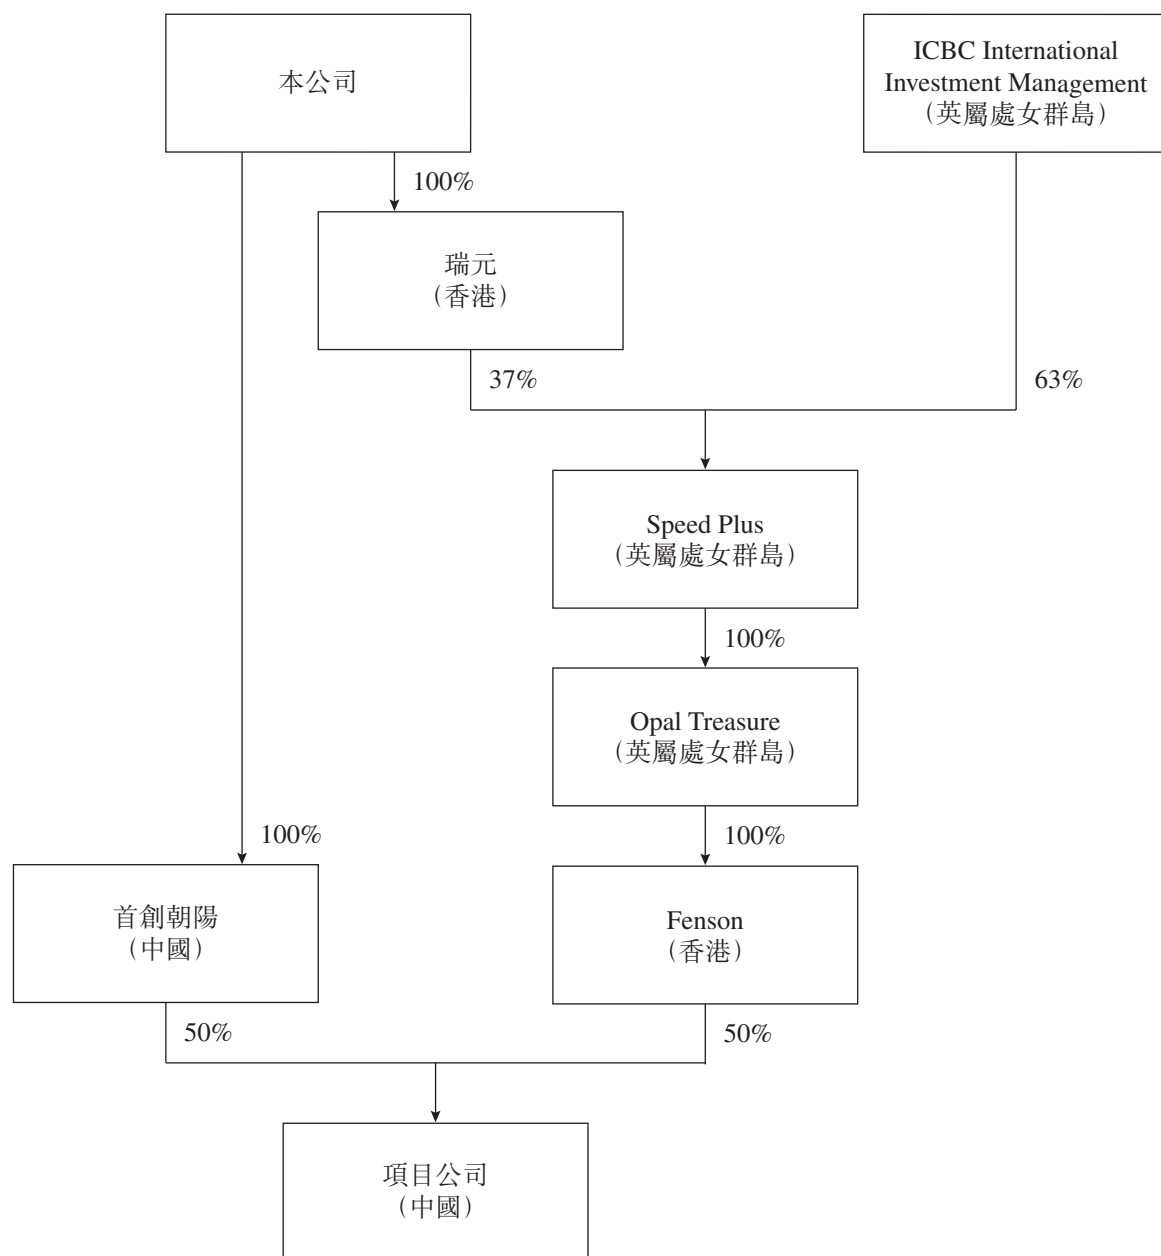 本公司
ICBC International
Investment Management
（英屬處女群島）
100%
瑞元
（香港）
37%
63%
Speed Plus
（英屬處女群島）
100%
Opal Treasure
（英屬處女群島）
100%
100%
首創朝陽
（中國）
Fenson
（香港）
50%
50%
項目公司
（中國）